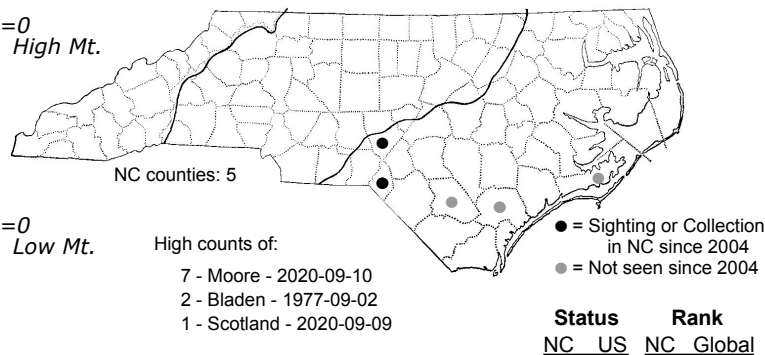 =0
High Mt.
NC counties: 5
=0
Low Mt.
High counts of:
7 - Moore - 2020-09-10
2 - Bladen - 1977-09-02
1 - Scotland - 2020-09-09
● = Sighting or Collection
in NC since 2004
● = Not seen since 2004
Status Rank
NC US NC Global